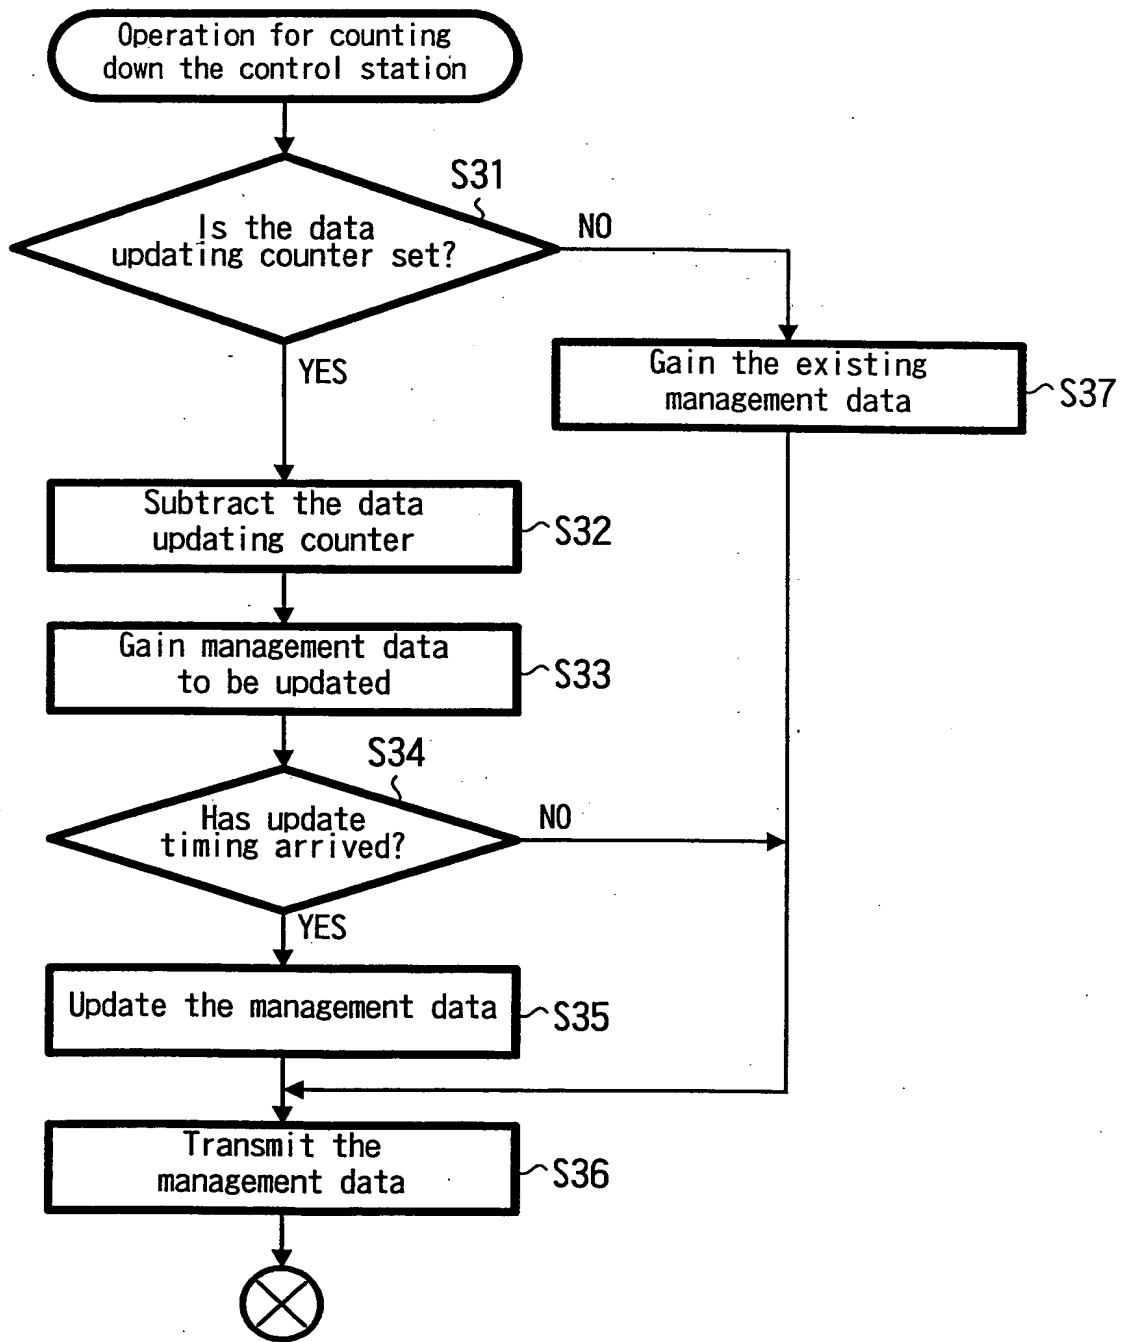 Operation for counting
down the control station
S31
Is the data
updating counter set?
NO
YES
Gain the existing
management data
S37
Subtract the data
updating counter
S32
Gain management data
to be updated
S33
S34
Has update
timing arrived?
NO
YES
Update the management data
S35
Transmit the
management data
S36